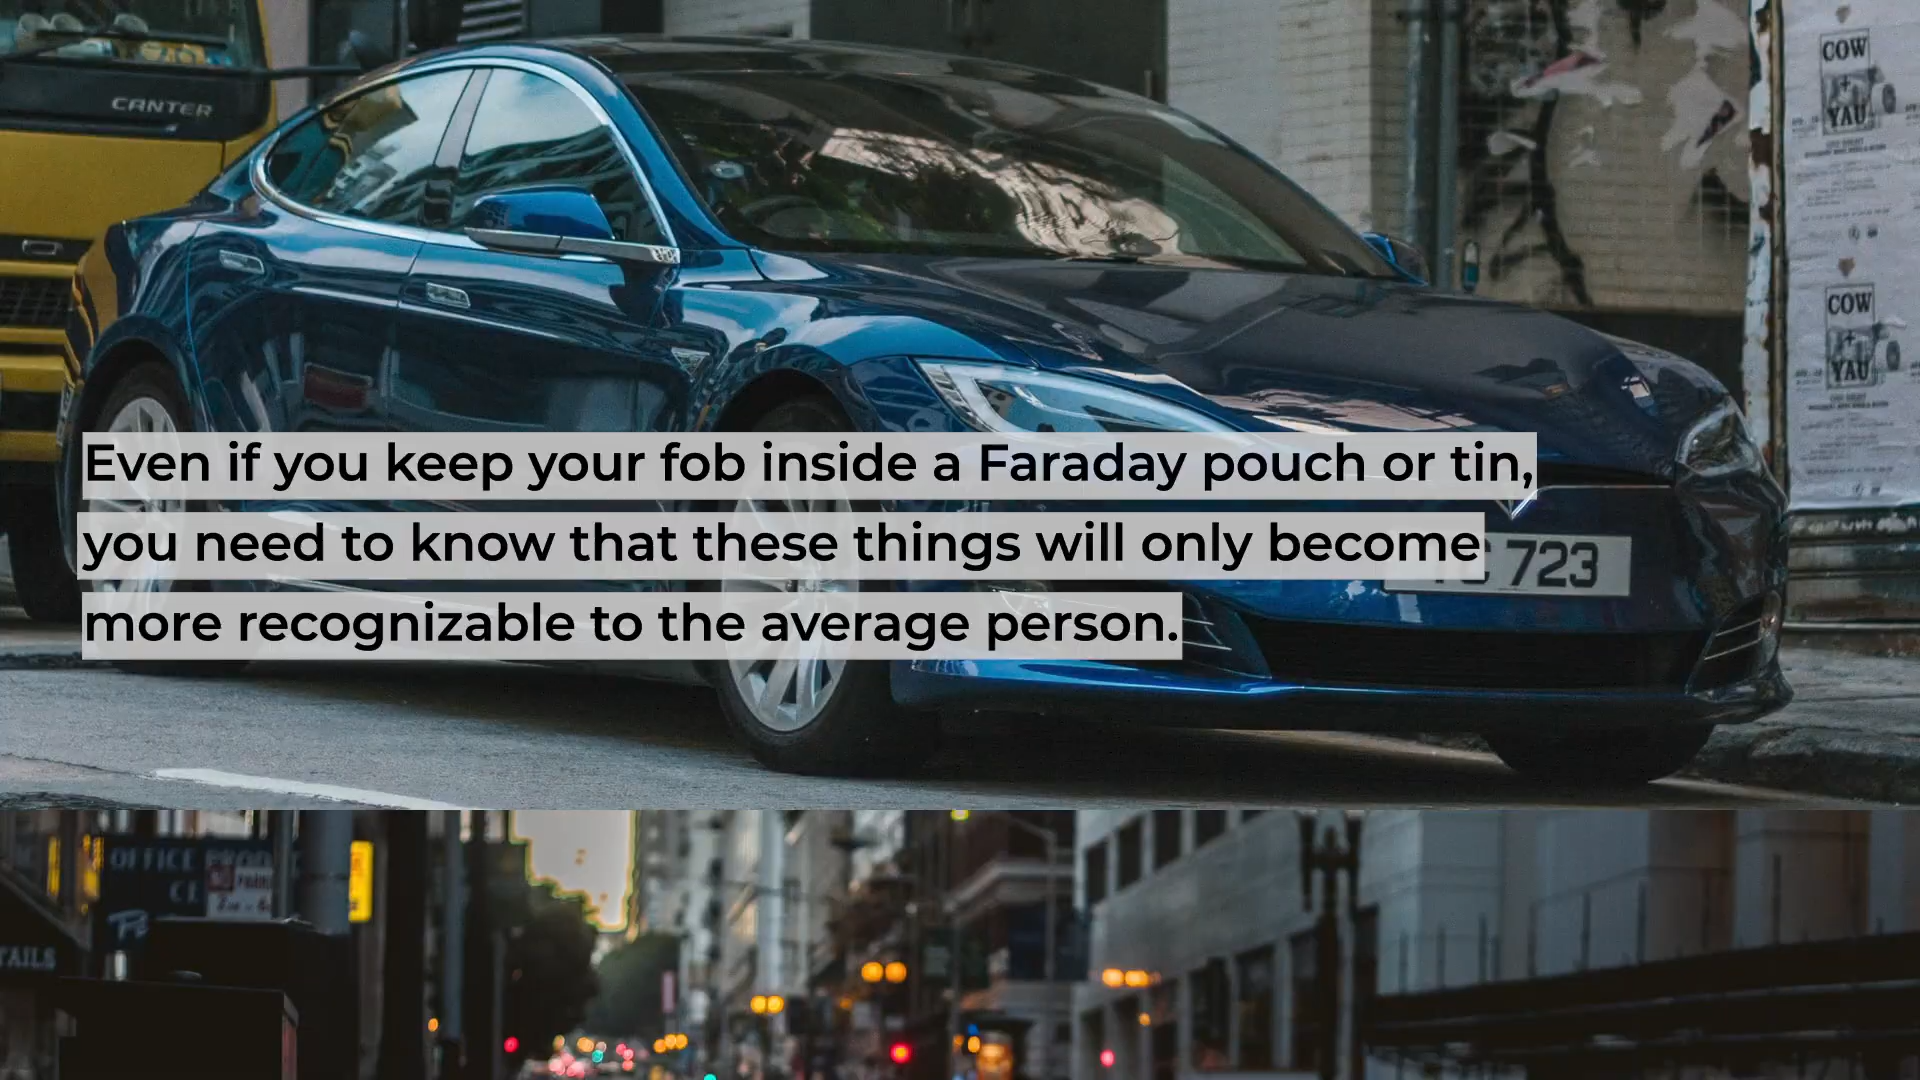 CANTER
COW
+
YAU
COW
+
YAU
Even if you keep your fob inside a Faraday pouch or tin,
you need to know that these things will only become
723
more recognizable to the average person.
OFFICE